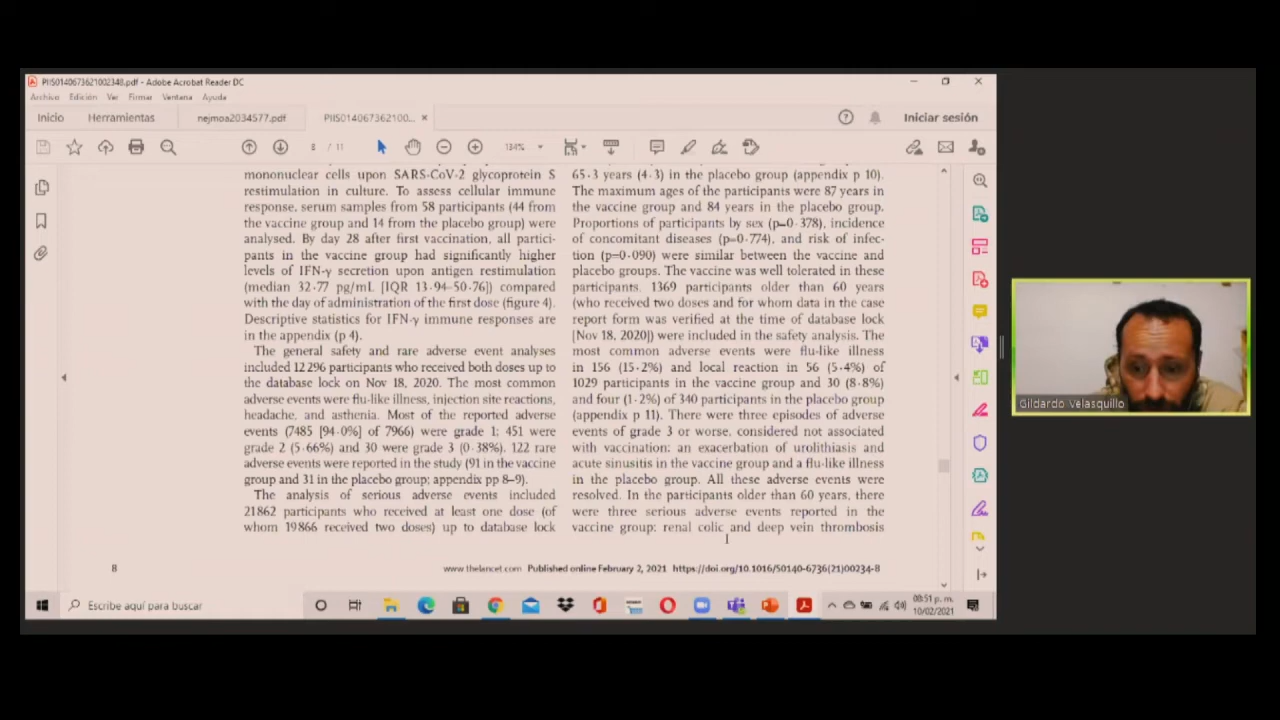 PIIS0140673621002348.pdf - Adobe Acrobat Reader DC
Archivo Edición Ver Firmar Ventana Ayuda
Inicio Herramientas nejmoa2034577.pdf PIIS014067362100... Iniciar sesión
8 / 11 134%
mononuclear cells upon SARS-CoV-2 glycoprotein S
restimulation in culture. To assess cellular immune
response, serum samples from 58 participants (44 from
the vaccine group and 14 from the placebo group) were
analysed. By day 28 after first vaccination, all partici-
pants in the vaccine group had significantly higher
levels of IFN-γ secretion upon antigen restimulation
(median 32·77 pg/mL [IQR 13·94–50·76]) compared
with the day of administration of the first dose (figure 4).
Descriptive statistics for IFN-γ immune responses are
in the appendix (p 4).
The general safety and rare adverse event analyses
included 12 296 participants who received both doses up to
the database lock on Nov 18, 2020. The most common
adverse events were flu-like illness, injection site reactions,
headache, and asthenia. Most of the reported adverse
events (7485 [94·0%] of 7966) were grade 1; 451 were
grade 2 (5·66%) and 30 were grade 3 (0·38%). 122 rare
adverse events were reported in the study (91 in the vaccine
group and 31 in the placebo group; appendix pp 8–9).
The analysis of serious adverse events included
21 862 participants who received at least one dose (of
whom 19 866 received two doses) up to database lock
65·3 years (4·3) in the placebo group (appendix p 10).
The maximum ages of the participants were 87 years in
the vaccine group and 84 years in the placebo group.
Proportions of participants by sex (p=0·378), incidence
of concomitant diseases (p=0·774), and risk of infec-
tion (p=0·090) were similar between the vaccine and
placebo groups. The vaccine was well tolerated in these
participants. 1369 participants older than 60 years
(who received two doses and for whom data in the case
report form was verified at the time of database lock
[Nov 18, 2020]) were included in the safety analysis. The
most common adverse events were flu-like illness
in 156 (15·2%) and local reaction in 56 (5·4%) of
1029 participants in the vaccine group and 30 (8·8%)
and four (1·2%) of 340 participants in the placebo group
(appendix p 11). There were three episodes of adverse
events of grade 3 or worse, considered not associated
with vaccination: an exacerbation of urolithiasis and
acute sinusitis in the vaccine group and a flu-like illness
in the placebo group. All these adverse events were
resolved. In the participants older than 60 years, there
were three serious adverse events reported in the
vaccine group: renal colic and deep vein thrombosis
8 www.thelancet.com Published online February 2, 2021 https://doi.org/10.1016/S0140-6736(21)00234-8
Gildardo Velasquillo
Escribe aquí para buscar
08:51 p. m.
10/02/2021